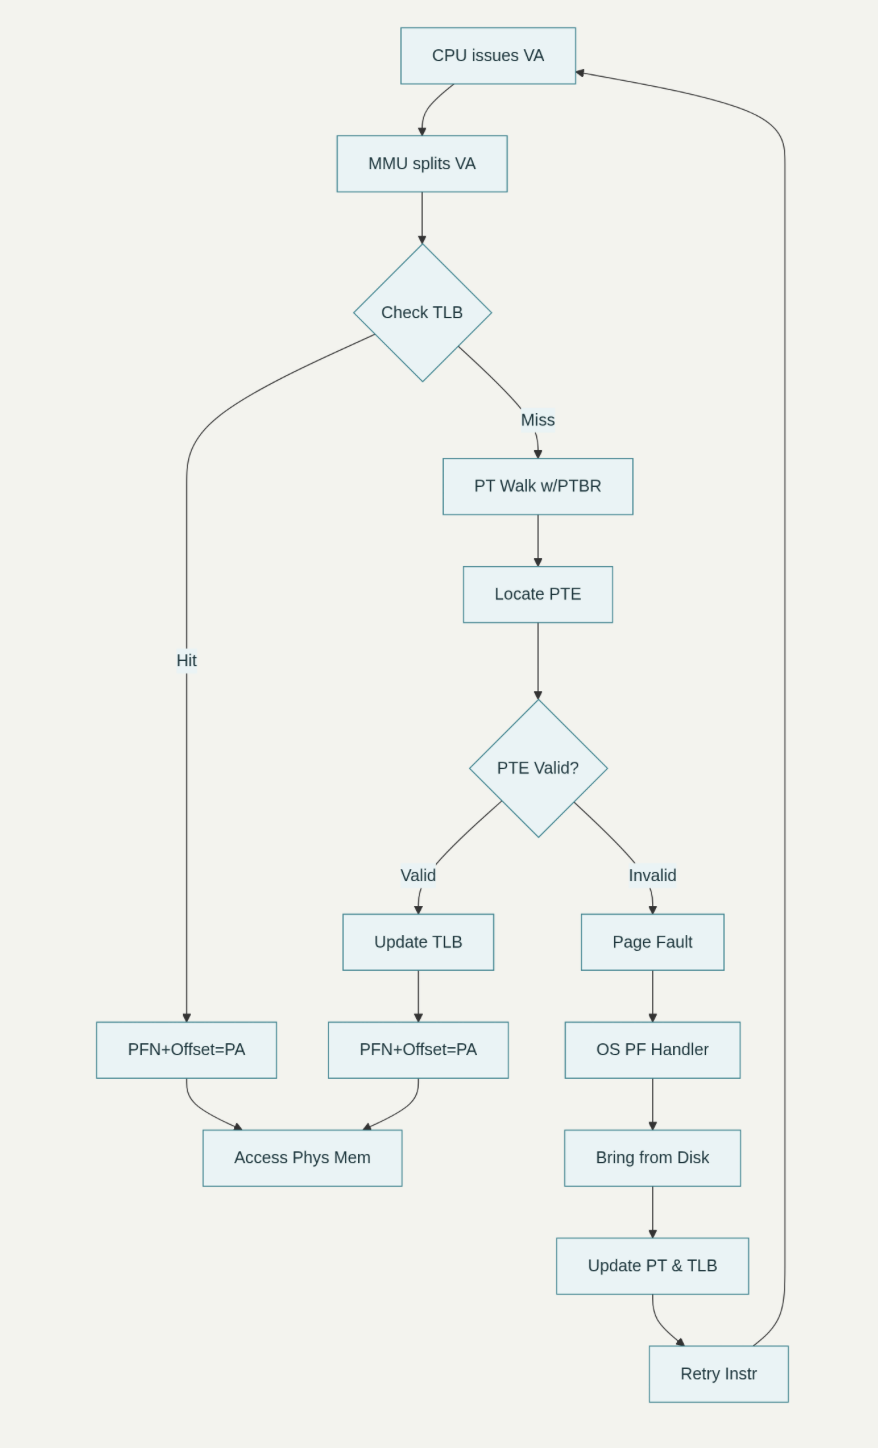 CPU issues VA
MMU splits VA
Check TLB
Miss
PT Walk w/PTBR
Locate PTE
Hit
PTE Valid?
Valid
Invalid
Update TLB
Page Fault
PFN+Offset=PA
PFN+Offset=PA
OS PF Handler
Access Phys Mem
Bring from Disk
Update PT & TLB
Retry Instr